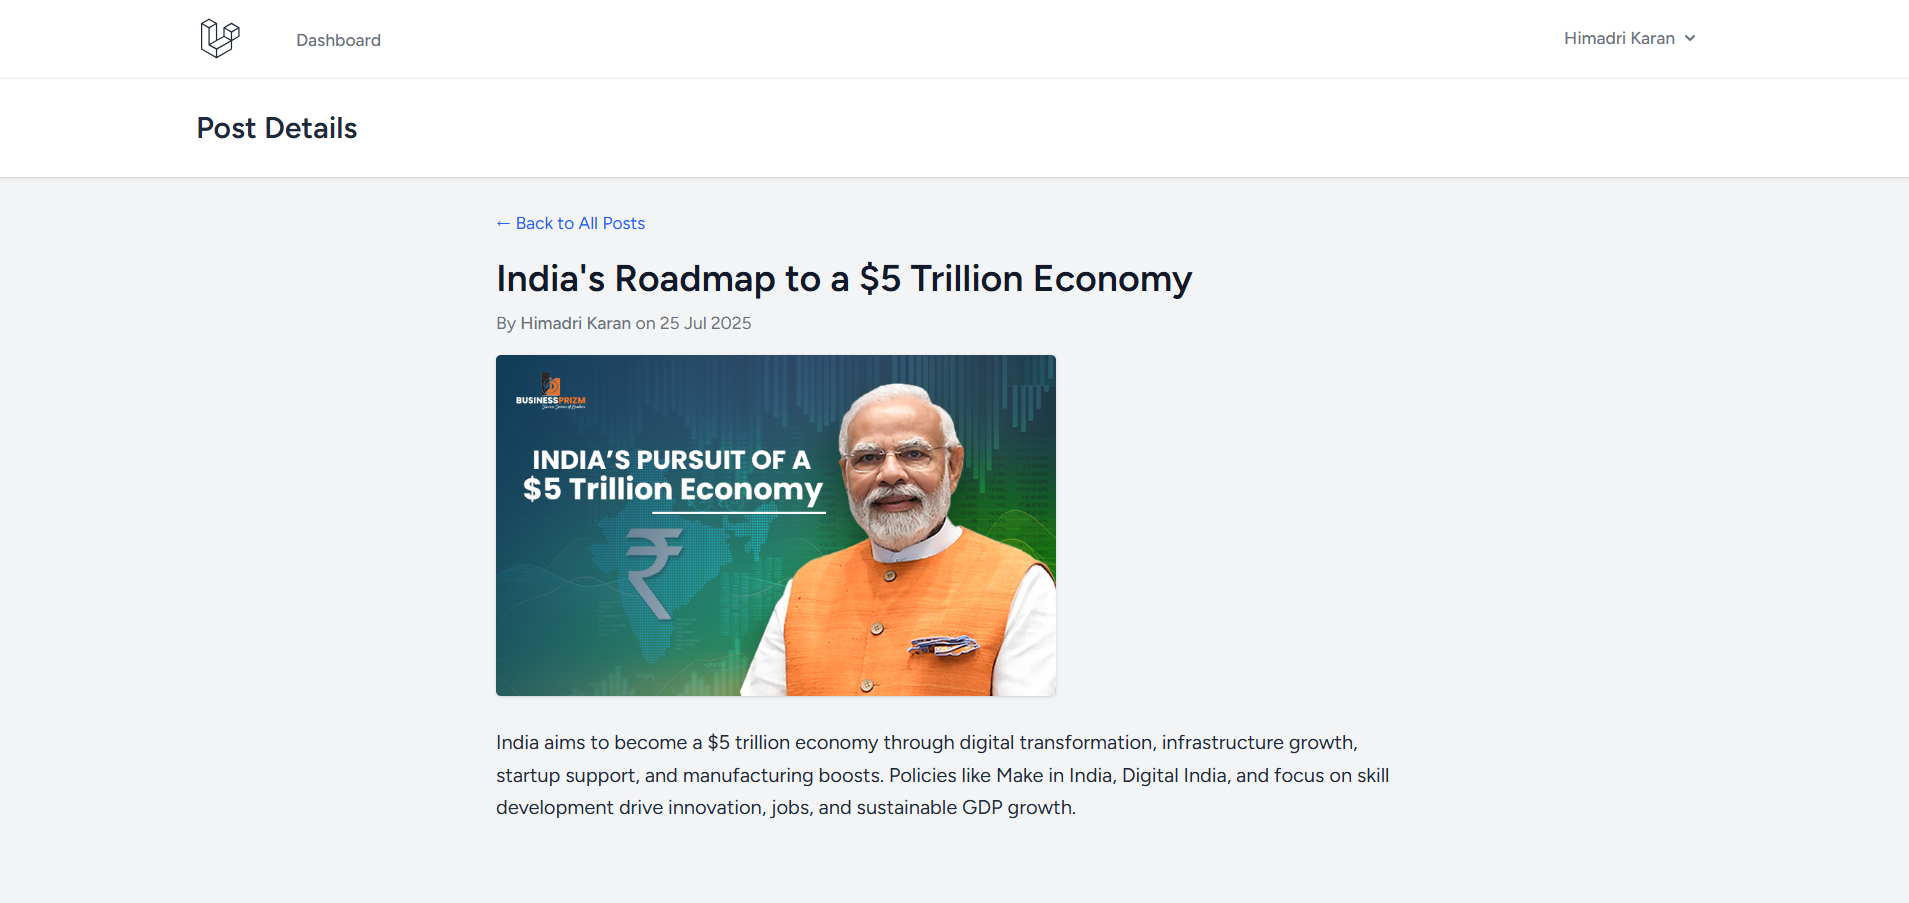 Dashboard
Himadri Karan
Post Details
← Back to All Posts
India's Roadmap to a $5 Trillion Economy
By Himadri Karan on 25 Jul 2025
BUSINESSPRIZM
INDIA’S PURSUIT OF A
$5 Trillion Economy
₹
India aims to become a $5 trillion economy through digital transformation, infrastructure growth,
startup support, and manufacturing boosts. Policies like Make in India, Digital India, and focus on skill
development drive innovation, jobs, and sustainable GDP growth.